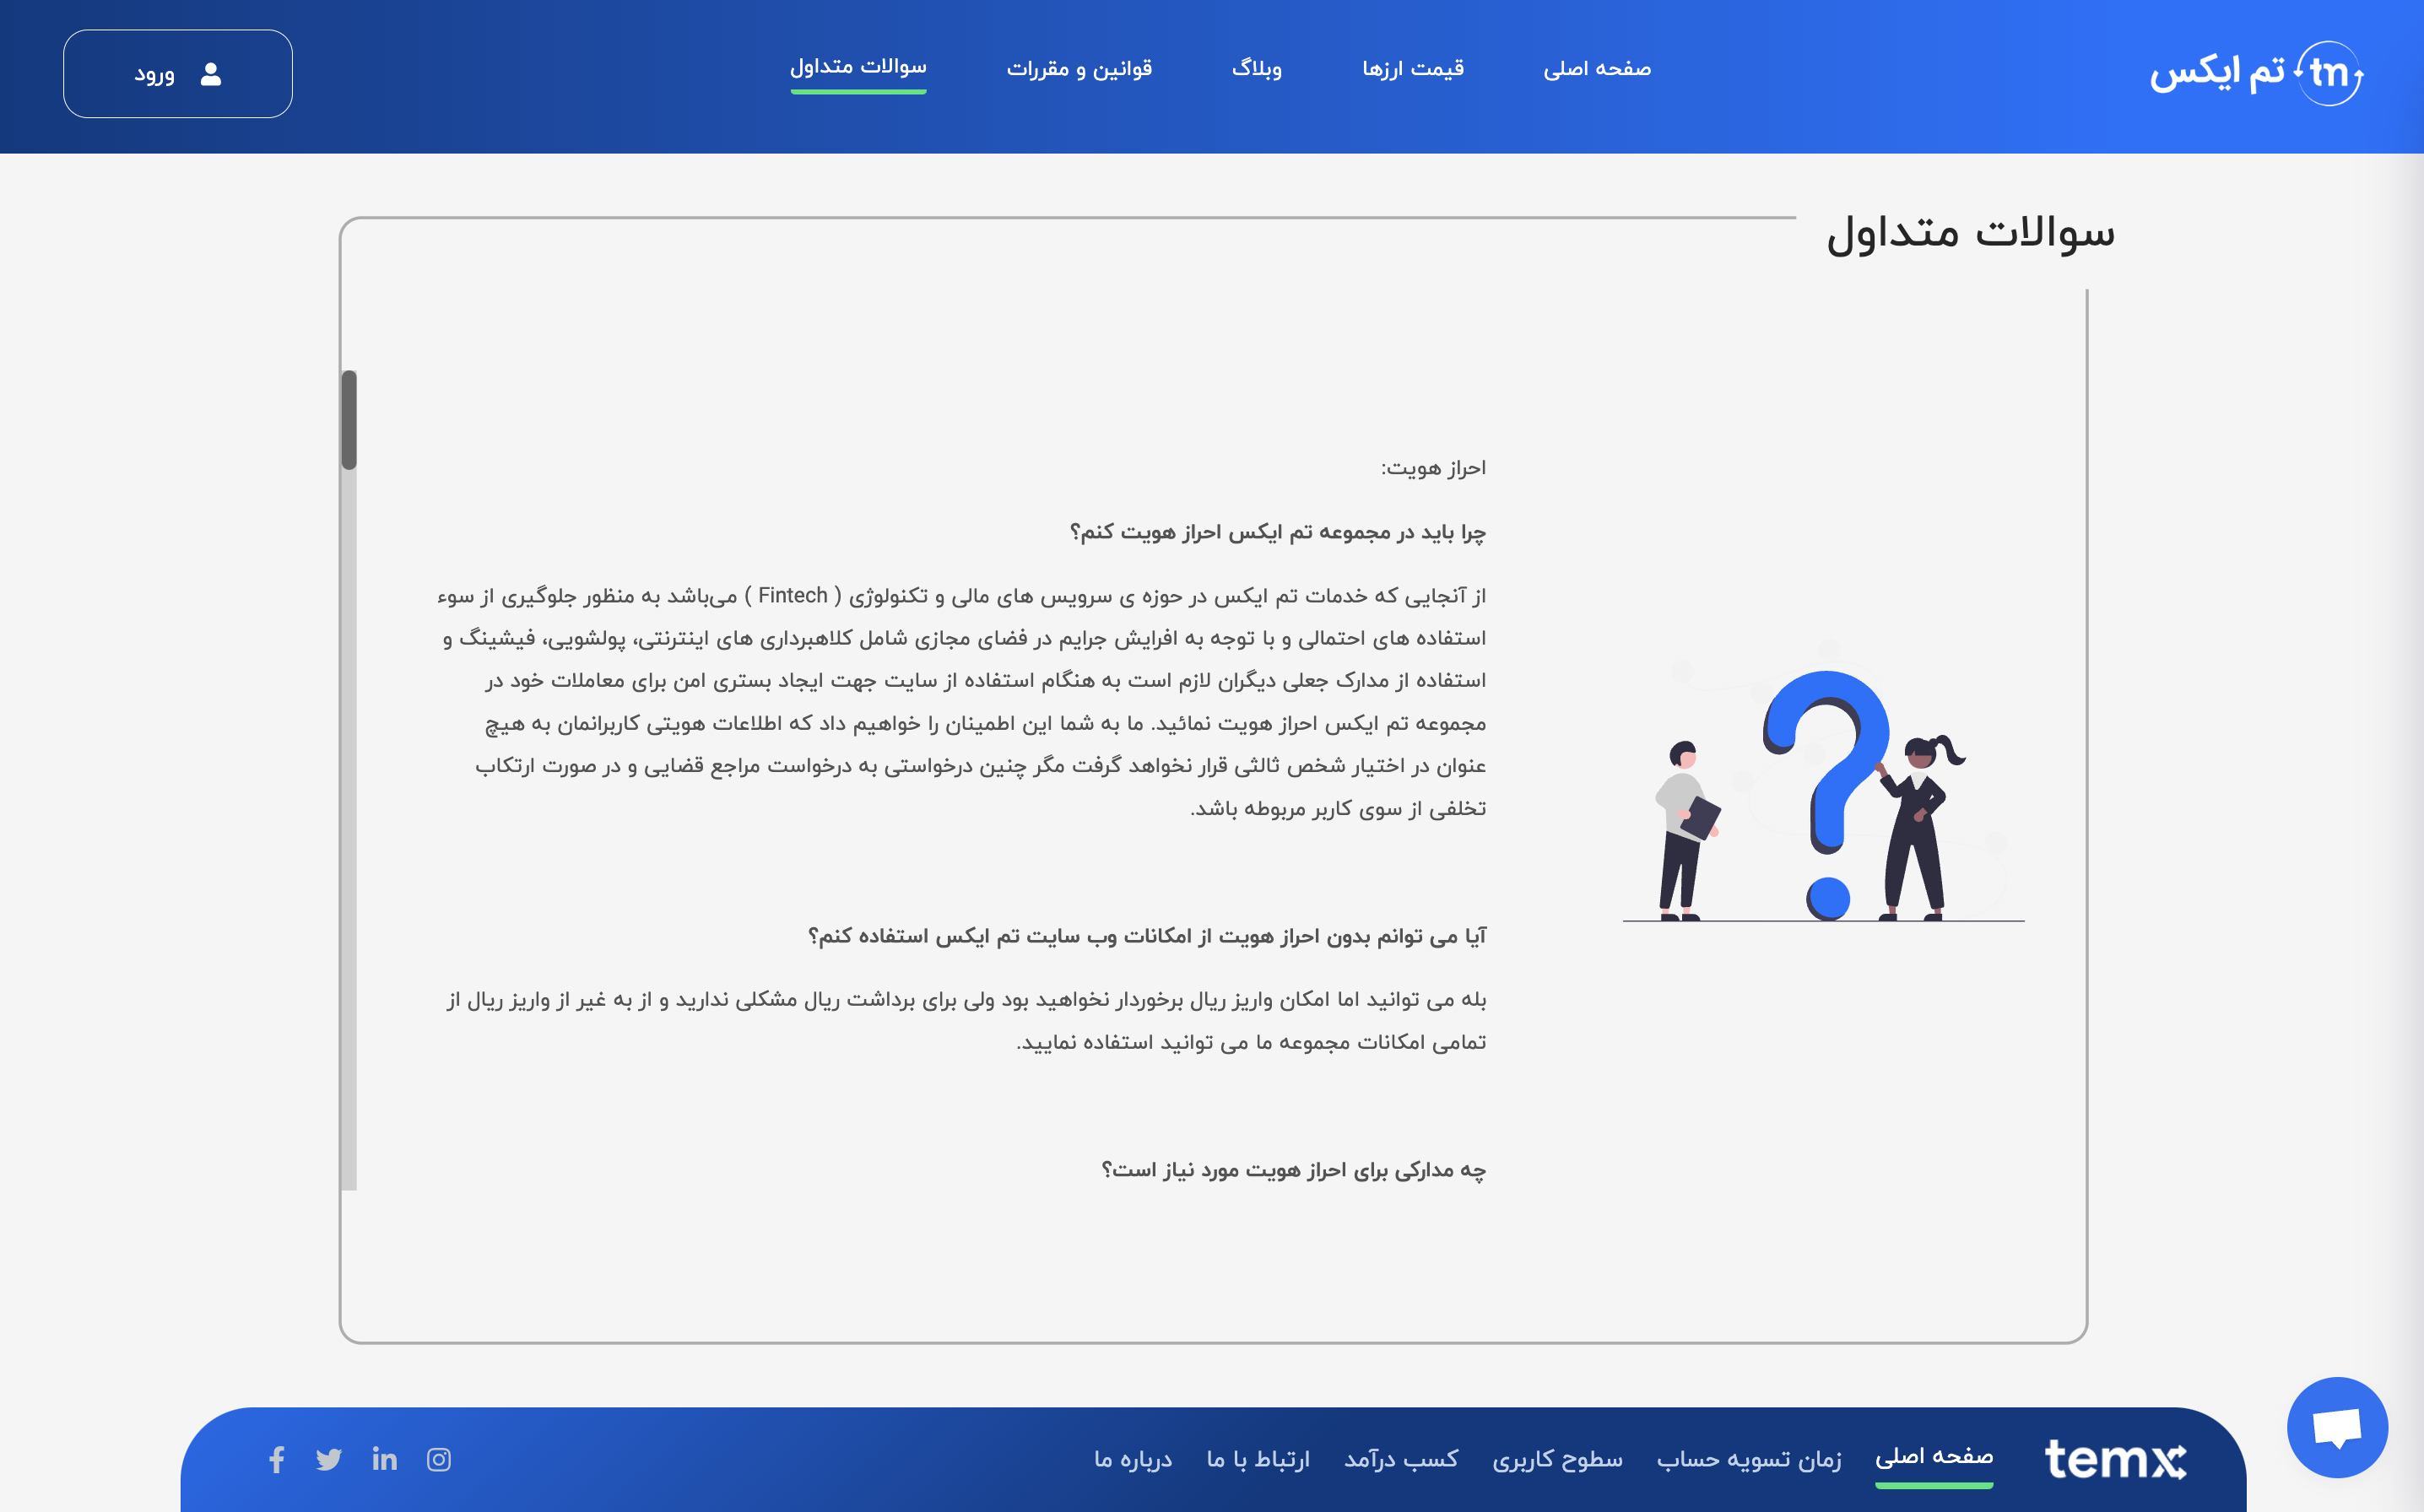 tm تم ایکس
صفحه اصلی
قیمت ارزها
وبلاگ
قوانین و مقررات
سوالات متداول
ورود
سوالات متداول
احراز هویت:
چرا باید در مجموعه تم ایکس احراز هویت کنم؟
از آنجایی که خدمات تم ایکس در حوزه ی سرویس های مالی و تکنولوژی ( Fintech ) می‌باشد به منظور جلوگیری از سوء
استفاده های احتمالی و با توجه به افرایش جرایم در فضای مجازی شامل کلاهبرداری های اینترنتی، پولشویی، فیشینگ و
استفاده از مدارک جعلی دیگران لازم است به هنگام استفاده از سایت جهت ایجاد بستری امن برای معاملات خود در
مجموعه تم ایکس احراز هویت نمائید. ما به شما این اطمینان را خواهیم داد که اطلاعات هویتی کاربرانمان به هیچ
عنوان در اختیار شخص ثالثی قرار نخواهد گرفت مگر چنین درخواستی به درخواست مراجع قضایی و در صورت ارتکاب
تخلفی از سوی کاربر مربوطه باشد.
آیا می توانم بدون احراز هویت از امکانات وب سایت تم ایکس استفاده کنم؟
بله می توانید اما امکان واریز ریال برخوردار نخواهید بود ولی برای برداشت ریال مشکلی ندارید و از به غیر از واریز ریال از
تمامی امکانات مجموعه ما می توانید استفاده نمایید.
چه مدارکی برای احراز هویت مورد نیاز است؟
temx
صفحه اصلی
زمان تسویه حساب
سطوح کاربری
کسب درآمد
ارتباط با ما
درباره ما